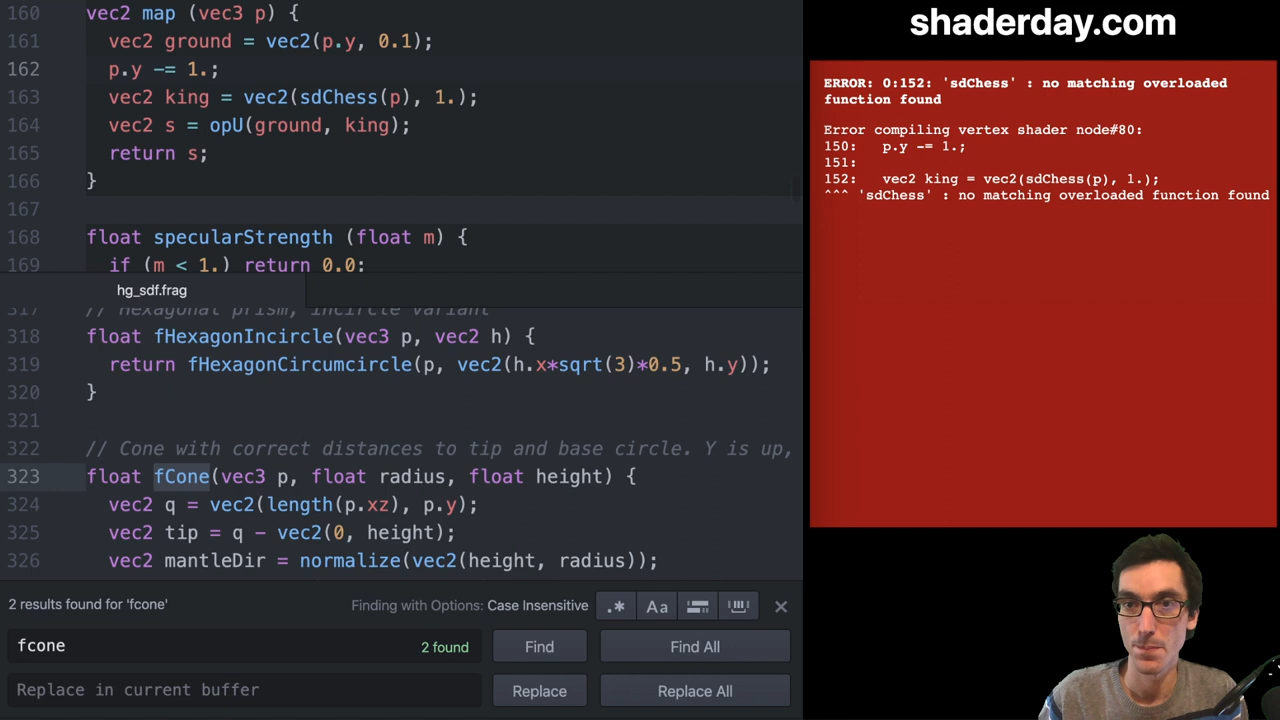 160 vec2 map (vec3 p) {
161 vec2 ground = vec2(p.y, 0.1);
162 p.y -= 1.;
163 vec2 king = vec2(sdChess(p), 1.);
164 vec2 s = opU(ground, king);
165 return s;
166 }
167
168 float specularStrength (float m) {
169 if (m < 1.) return 0.0;
hg_sdf.frag
317 // Hexagonal prism, incircle variant
318 float fHexagonIncircle(vec3 p, vec2 h) {
319 return fHexagonCircumcircle(p, vec2(h.x*sqrt(3)*0.5, h.y));
320 }
321
322 // Cone with correct distances to tip and base circle. Y is up,
323 float fCone(vec3 p, float radius, float height) {
324 vec2 q = vec2(length(p.xz), p.y);
325 vec2 tip = q - vec2(0, height);
326 vec2 mantleDir = normalize(vec2(height, radius));
2 results found for 'fcone'
Finding with Options: Case Insensitive
.* Aa
fcone 2 found
Find Find All
Replace in current buffer
Replace Replace All
shaderday.com
ERROR: 0:152: 'sdChess' : no matching overloaded
function found
Error compiling vertex shader node#80:
150: p.y -= 1.;
151:
152: vec2 king = vec2(sdChess(p), 1.);
^^^ 'sdChess' : no matching overloaded function found